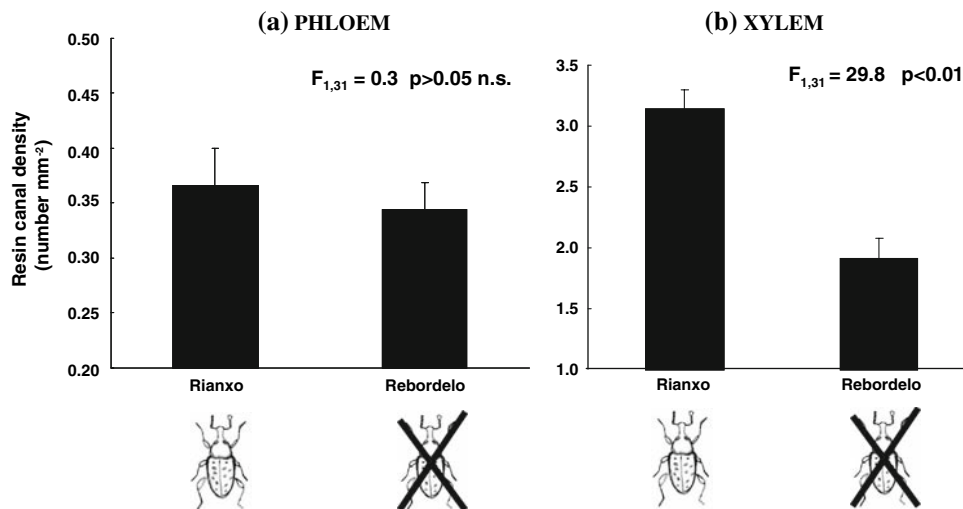 (a) PHLOEM
Resin canal density
(number mm⁻²)
0.50
0.45
0.40
0.35
0.30
0.25
0.20
F₁,₃₁ = 0.3 p>0.05 n.s.
Rianxo Rebordelo
(b) XYLEM
3.5
3.0
2.5
2.0
1.5
1.0
F₁,₃₁ = 29.8 p<0.01
Rianxo Rebordelo